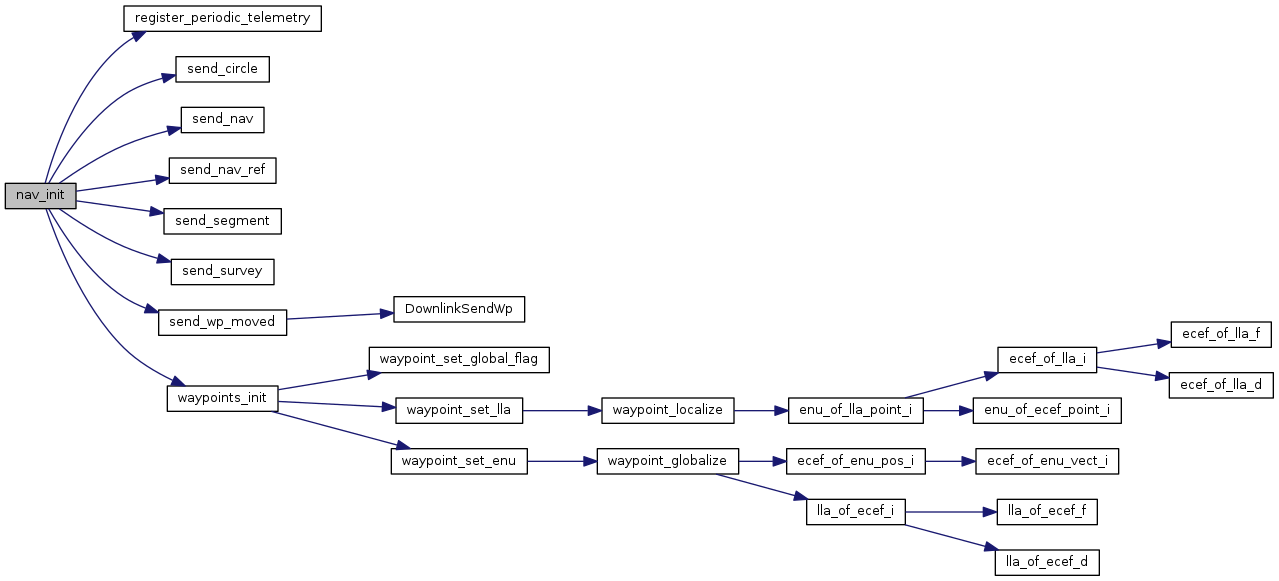 register_periodic_telemetry
send_circle
send_nav
send_nav_ref
nav_init
send_segment
send_survey
DownlinkSendWp
send_wp_moved
ecef_of_lla_f
waypoint_set_global_flag
ecef_of_lla_i
ecef_of_lla_d
waypoints_init
waypoint_set_lla
waypoint_localize
enu_of_lla_point_i
enu_of_ecef_point_i
waypoint_set_enu
waypoint_globalize
ecef_of_enu_pos_i
ecef_of_enu_vect_i
lla_of_ecef_i
lla_of_ecef_f
lla_of_ecef_d